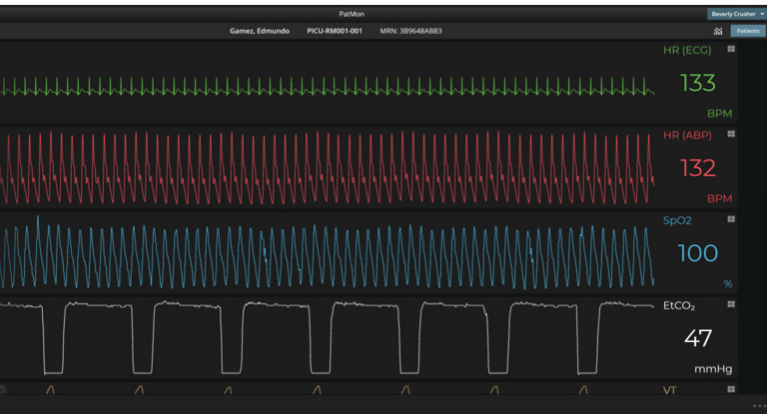 PatMon
Beverly Crusher
Gamez, Edmundo PICU-RM001-001 MRN: 3B9648ABB3
Patients
HR (ECG)
133
BPM
HR (ABP)
132
BPM
SpO2
100
%
EtCO₂
47
mmHg
VT